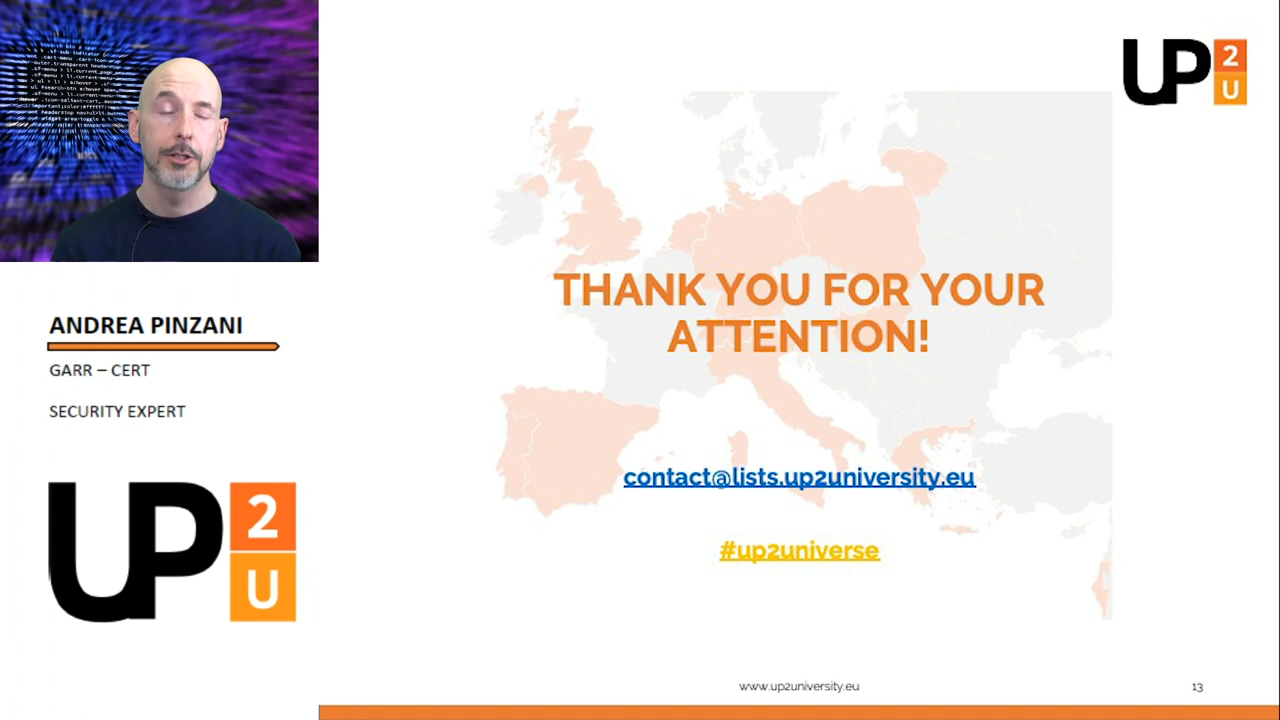 ANDREA PINZANI
GARR – CERT
SECURITY EXPERT
UP
2
U
UP
2
U
THANK YOU FOR YOUR
ATTENTION!
contact@lists.up2university.eu
#up2universe
www.up2university.eu
13